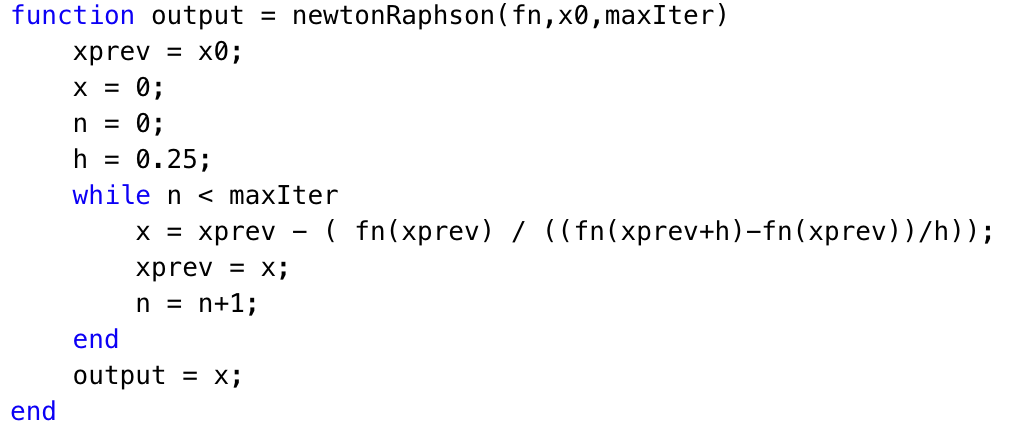 function output = newtonRaphson(fn,x0,maxIter)
    xprev = x0;
    x = 0;
    n = 0;
    h = 0.25;
    while n < maxIter
        x = xprev - ( fn(xprev) / ((fn(xprev+h)-fn(xprev))/h));
        xprev = x;
        n = n+1;
    end
    output = x;
end